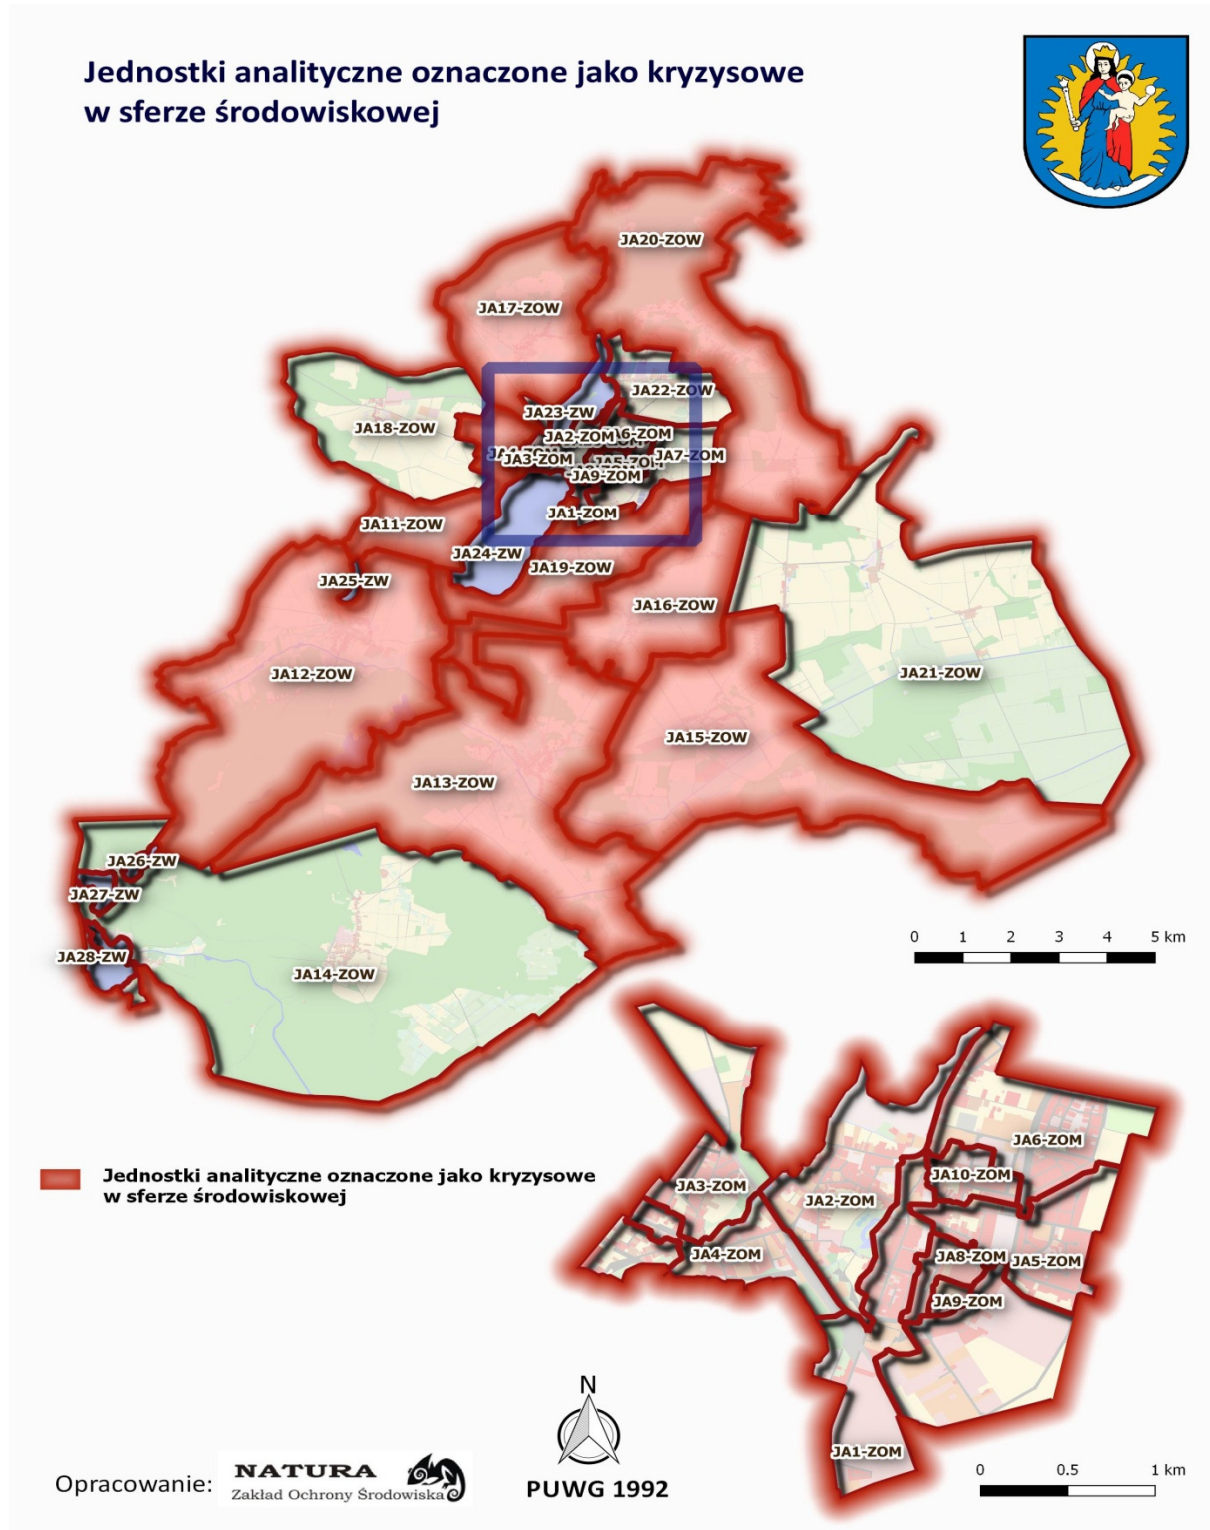 Jednostki analityczne oznaczone jako kryzysowe
w sferze środowiskowej
JA20-ZOW
JA17-ZOW
JA22-ZOW
JA23-ZW
JA18-ZOW
JA2-ZOM
JA3-ZOM
JA7-ZOM
JA9-ZOM
JA1-ZOM
JA11-ZOW
JA24-ZW
JA19-ZOW
JA25-ZW
JA16-ZOW
JA12-ZOW
JA21-ZOW
JA15-ZOW
JA13-ZOW
JA26-ZW
JA27-ZW
JA28-ZW
JA14-ZOW
0 1 2 3 4 5 km
JA6-ZOM
JA10-ZOM
JA3-ZOM
JA2-ZOM
JA4-ZOM
JA8-ZOM
JA5-ZOM
JA9-ZOM
JA1-ZOM
Jednostki analityczne oznaczone jako kryzysowe
w sferze środowiskowej
N
PUWG 1992
0 0.5 1 km
Opracowanie:
NATURA
Zakład Ochrony Środowiska